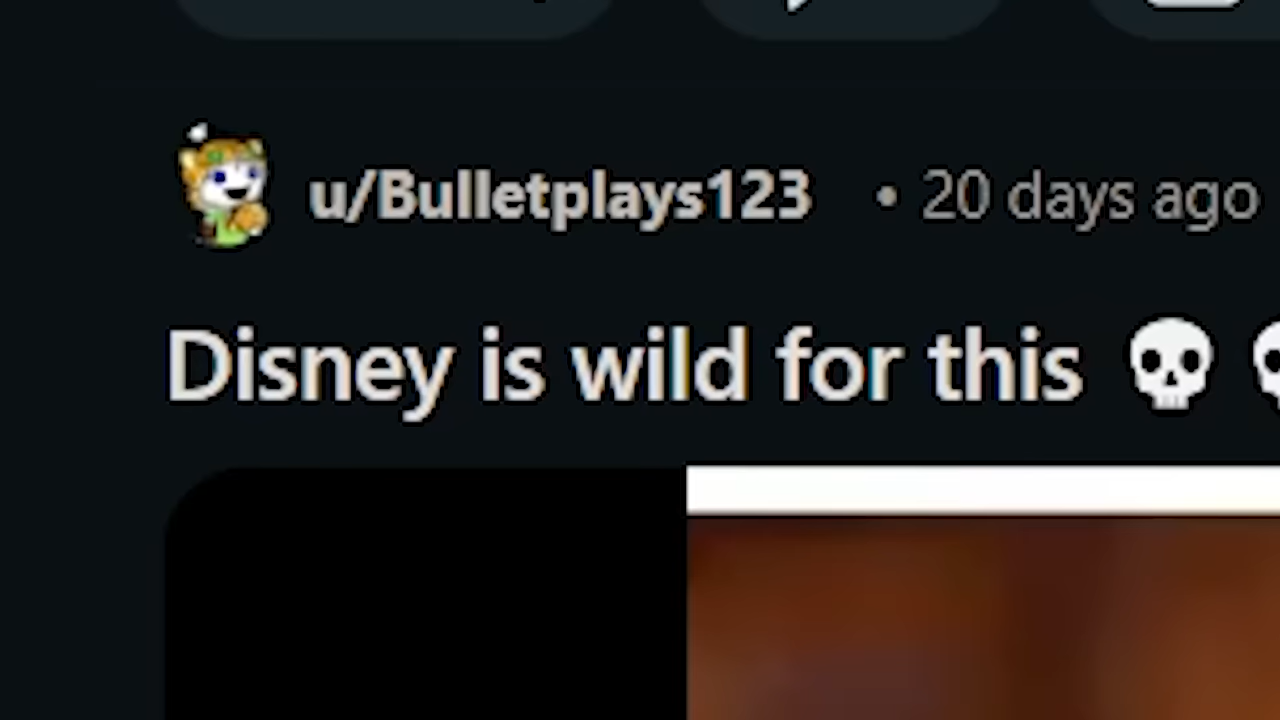 u/Bulletplays123 • 20 days ago
Disney is wild for this 💀 💀